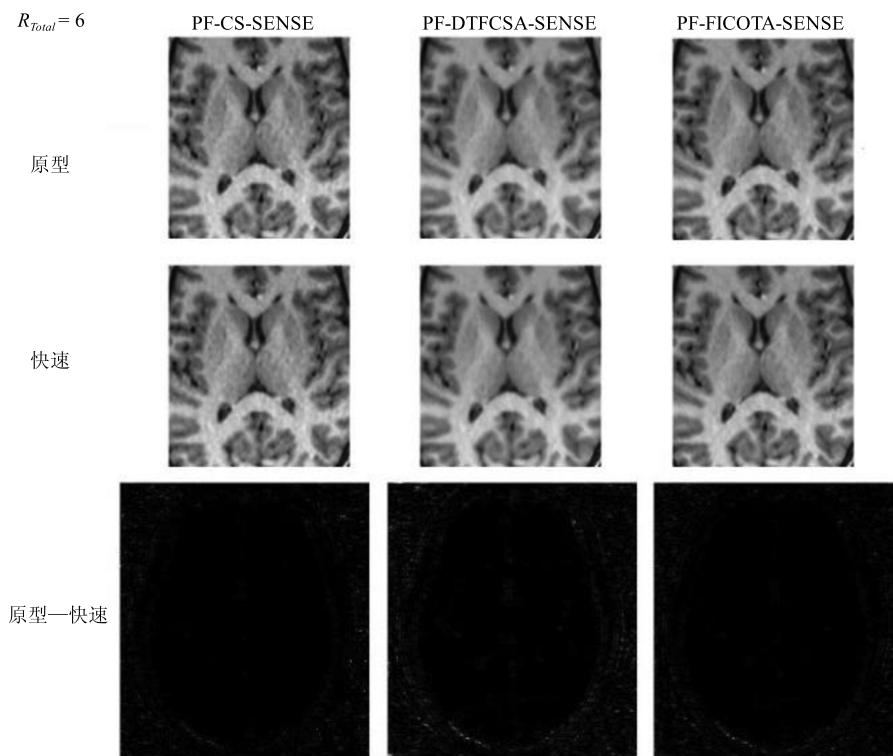 R_Total = 6 PF-CS-SENSE PF-DTFCSA-SENSE PF-FICOTA-SENSE
原型
快速
原型—快速